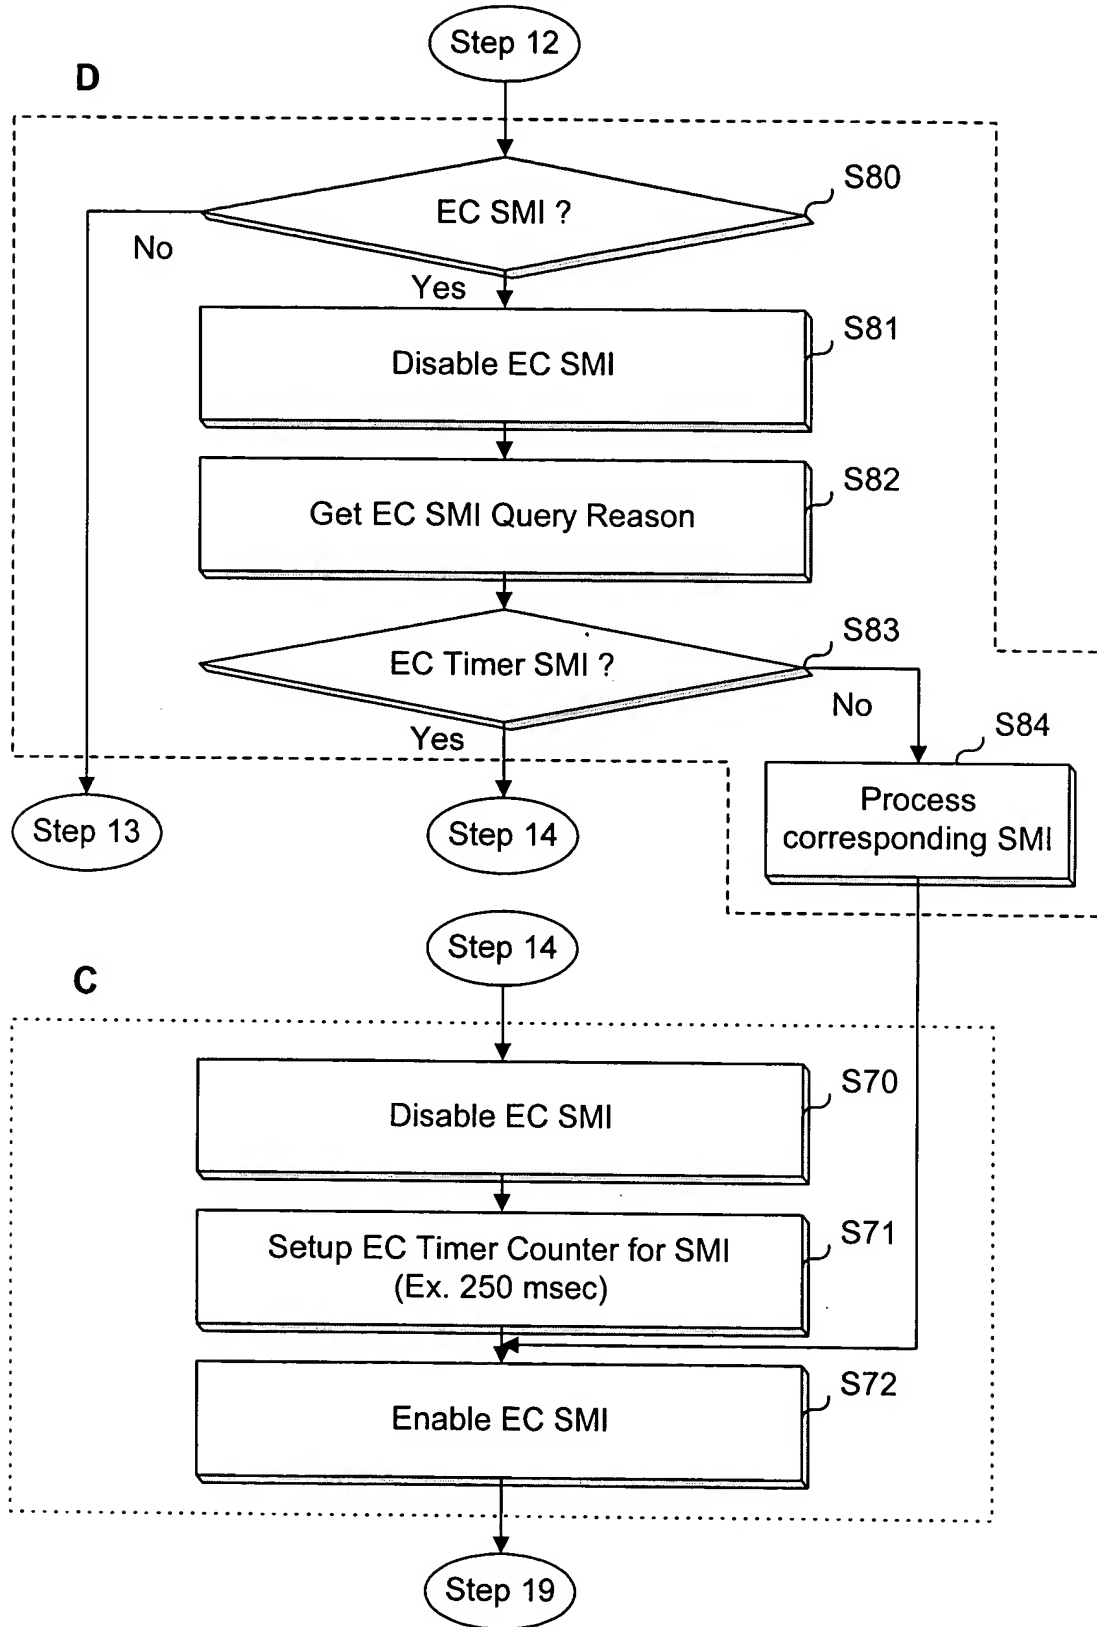 Step 12
D
EC SMI ?
S80
No
Yes
Disable EC SMI
S81
Get EC SMI Query Reason
S82
EC Timer SMI ?
S83
No
Yes
S84
Process
corresponding SMI
Step 13
Step 14
Step 14
C
Disable EC SMI
S70
Setup EC Timer Counter for SMI
(Ex. 250 msec)
S71
Enable EC SMI
S72
Step 19